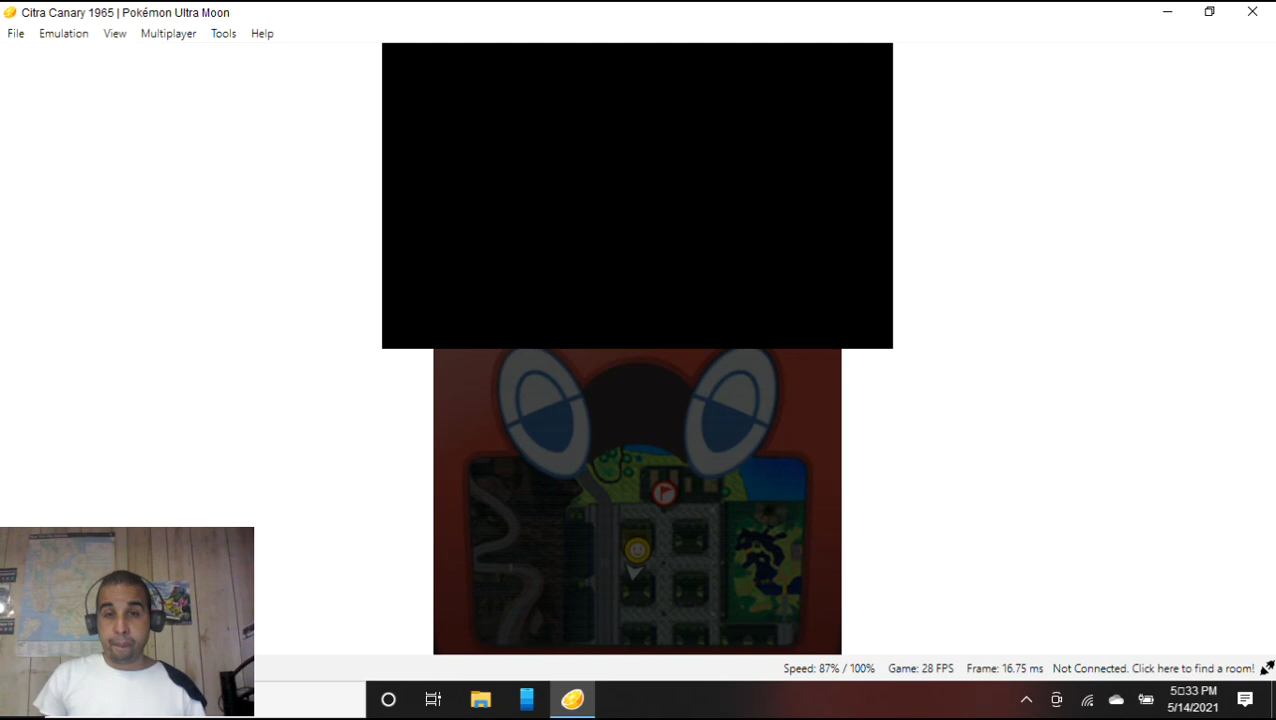 Citra Canary 1965 | Pokémon Ultra Moon
File Emulation View Multiplayer Tools Help
Speed: 87% / 100% Game: 28 FPS Frame: 16.75 ms Not Connected. Click here to find a room!
5▯33 PM
5/14/2021